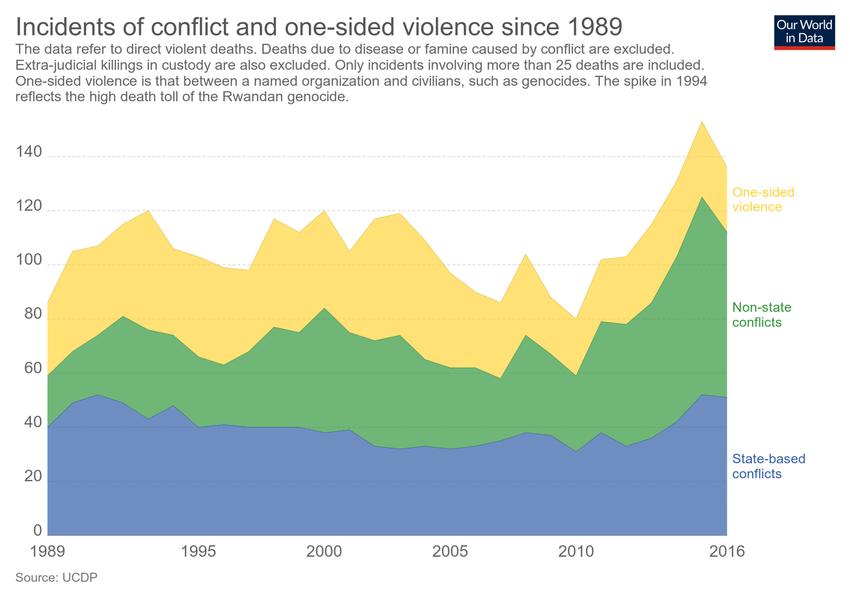 Incidents of conflict and one-sided violence since 1989
Our World
in Data
The data refer to direct violent deaths. Deaths due to disease or famine caused by conflict are excluded.
Extra-judicial killings in custody are also excluded. Only incidents involving more than 25 deaths are included.
One-sided violence is that between a named organization and civilians, such as genocides. The spike in 1994
reflects the high death toll of the Rwandan genocide.
140
120
100
80
60
40
20
0
One-sided
violence
Non-state
conflicts
State-based
conflicts
1989 1995 2000 2005 2010 2016
Source: UCDP